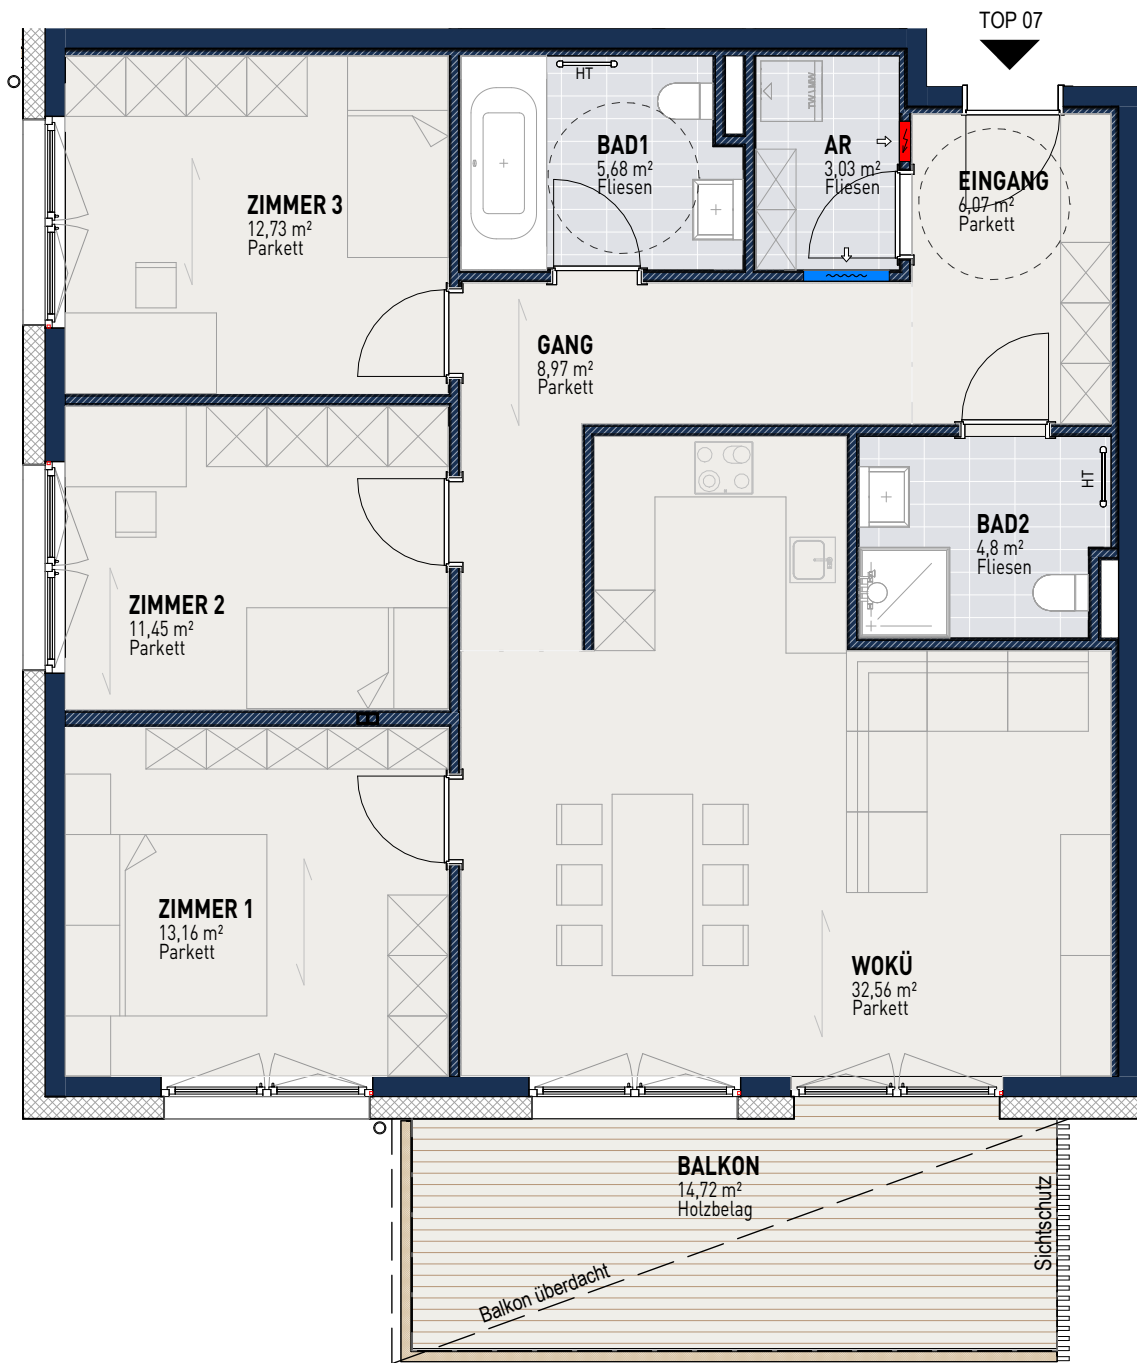 TOP 07
HT
TW / WM
BAD1
5,68 m²
Fliesen
AR
3,03 m²
Fliesen
EINGANG
6,07 m²
Parkett
ZIMMER 3
12,73 m²
Parkett
GANG
8,97 m²
Parkett
HT
BAD2
4,8 m²
Fliesen
ZIMMER 2
11,45 m²
Parkett
ZIMMER 1
13,16 m²
Parkett
WOKÜ
32,56 m²
Parkett
BALKON
14,72 m²
Holzbelag
Sichtschutz
Balkon überdacht